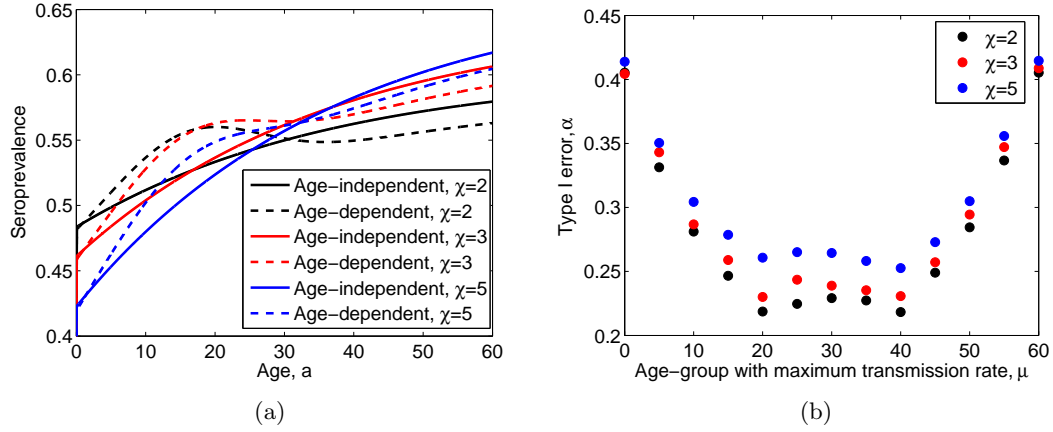 0.65
0.6
0.55
0.5
0.45
0.4
Seroprevalence
0 10 20 30 40 50 60
Age, a
Age−independent, χ=2
Age−dependent, χ=2
Age−independent, χ=3
Age−dependent, χ=3
Age−independent, χ=5
Age−dependent, χ=5
(a)
0.45
0.4
0.35
0.3
0.25
0.2
Type I error, α
0 10 20 30 40 50 60
Age−group with maximum transmission rate, μ
χ=2
χ=3
χ=5
(b)